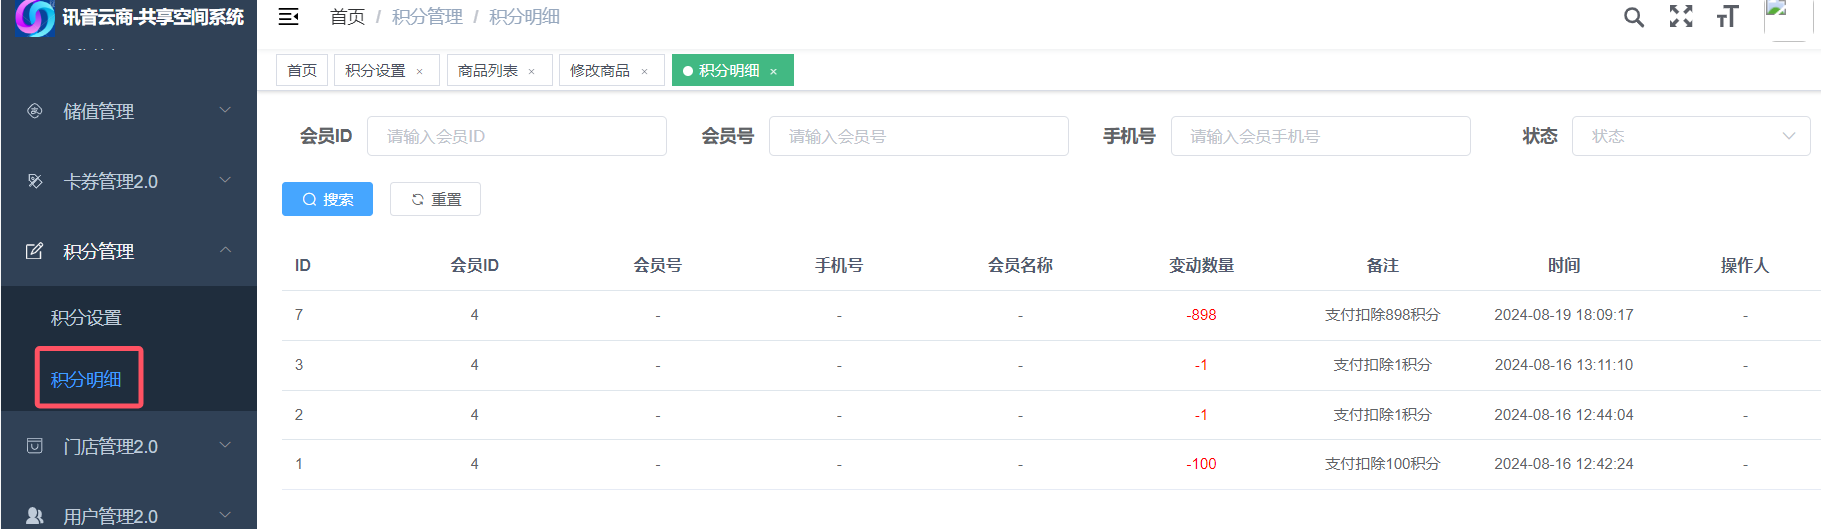 讯音云商-共享空间系统
首页 / 积分管理 / 积分明细
首页 积分设置 × 商品列表 × 修改商品 × 积分明细 ×
储值管理
卡券管理2.0
积分管理
积分设置
积分明细
门店管理2.0
用户管理2.0
会员ID 请输入会员ID 会员号 请输入会员号 手机号 请输入会员手机号 状态 状态
搜索 重置
ID 会员ID 会员号 手机号 会员名称 变动数量 备注 时间 操作人
7 4 - - - -898 支付扣除898积分 2024-08-19 18:09:17 -
3 4 - - - -1 支付扣除1积分 2024-08-16 13:11:10 -
2 4 - - - -1 支付扣除1积分 2024-08-16 12:44:04 -
1 4 - - - -100 支付扣除100积分 2024-08-16 12:42:24 -